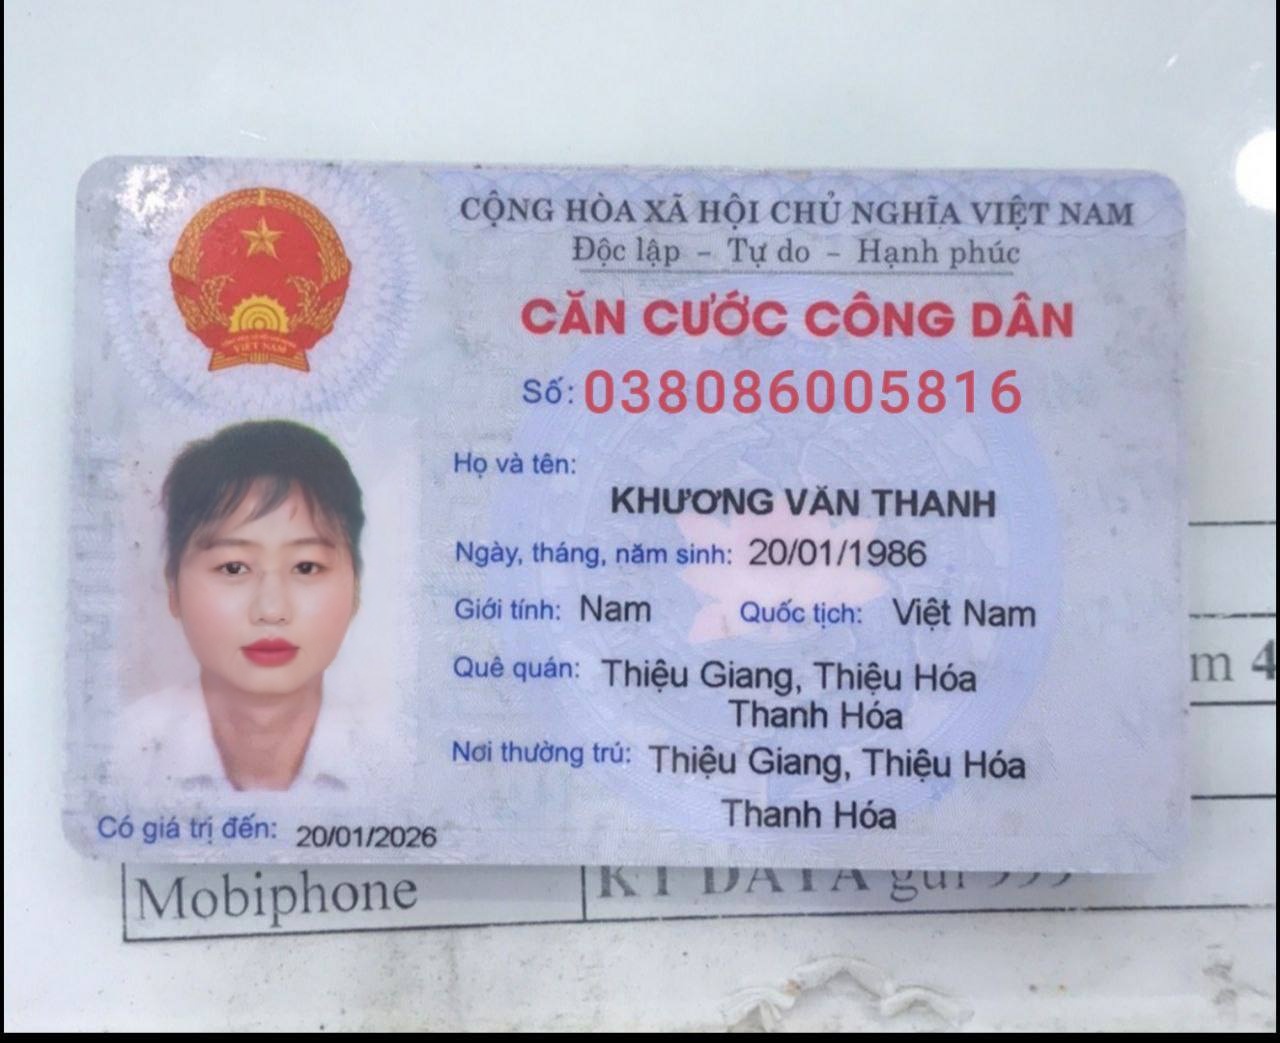 CỘNG HÒA XÃ HỘI CHỦ NGHĨA VIỆT NAM
Độc lập - Tự do - Hạnh phúc
CĂN CƯỚC CÔNG DÂN
Số: 038086005816
Họ và tên:
KHƯƠNG VĂN THANH
Ngày, tháng, năm sinh: 20/01/1986
Giới tính: Nam Quốc tịch: Việt Nam
Quê quán: Thiệu Giang, Thiệu Hóa
Thanh Hóa
Nơi thường trú: Thiệu Giang, Thiệu Hóa
Thanh Hóa
Có giá trị đến: 20/01/2026
VIỆT NAM
m 4
Mobiphone
DATA gửi 999